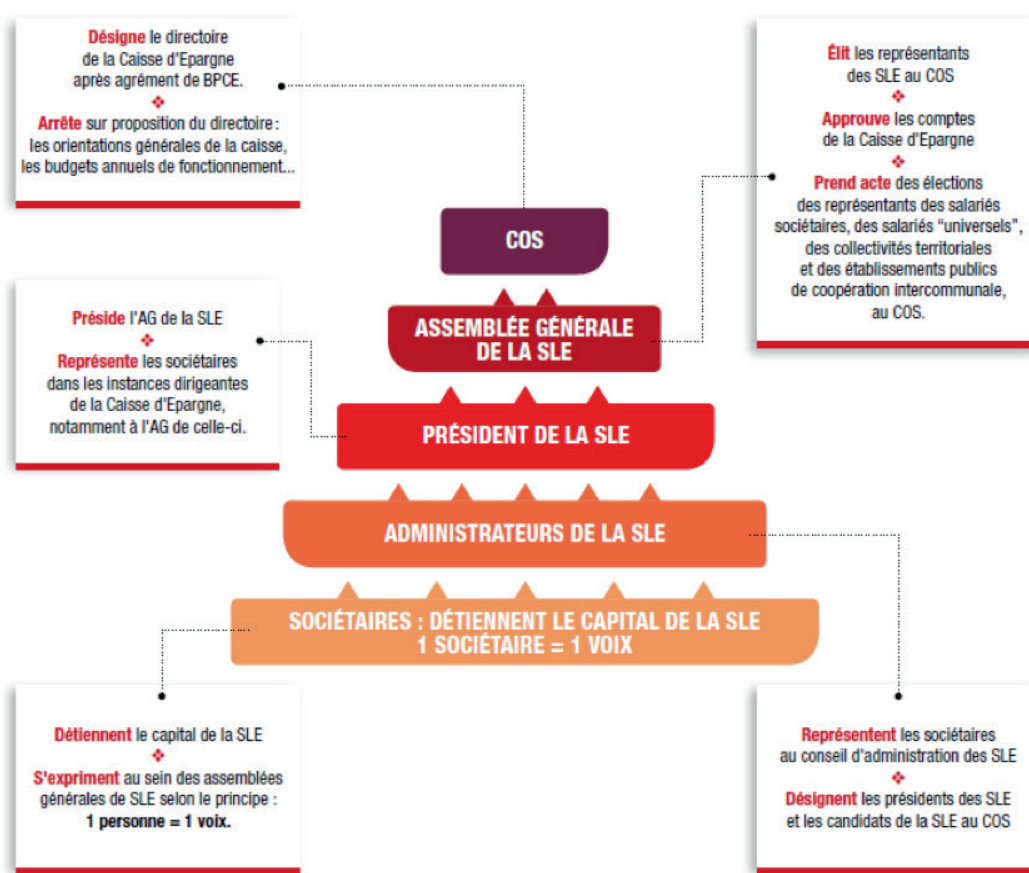 Désigne le directoire
de la Caisse d'Epargne
après agrément de BPCE.
Arrête sur proposition du directoire :
les orientations générales de la caisse,
les budgets annuels de fonctionnement...
Élit les représentants
des SLE au COS
Approuve les comptes
de la Caisse d'Epargne
Prend acte des élections
des représentants des salariés
sociétaires, des salariés "universels",
des collectivités territoriales
et des établissements publics
de coopération intercommunale,
au COS.
COS
ASSEMBLÉE GÉNÉRALE
DE LA SLE
Préside l'AG de la SLE
Représente les sociétaires
dans les instances dirigeantes
de la Caisse d'Epargne,
notamment à l'AG de celle-ci.
PRÉSIDENT DE LA SLE
ADMINISTRATEURS DE LA SLE
SOCIÉTAIRES : DÉTIENNENT LE CAPITAL DE LA SLE
1 SOCIÉTAIRE = 1 VOIX
Détiennent le capital de la SLE
S'expriment au sein des assemblées
générales de SLE selon le principe :
1 personne = 1 voix.
Représentent les sociétaires
au conseil d'administration des SLE
Désignent les présidents des SLE
et les candidats de la SLE au COS